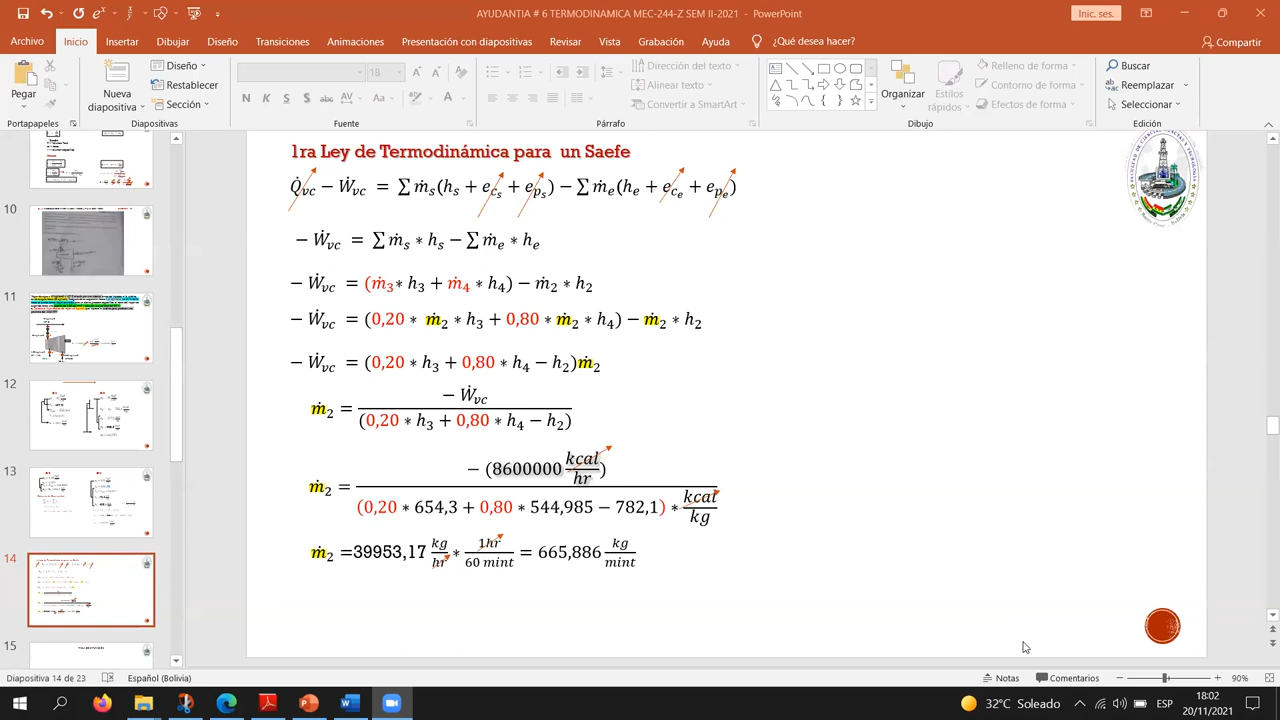 AYUDANTIA # 6 TERMODINAMICA MEC-244-Z SEM II-2021 - PowerPoint
Inic. ses.
Archivo Inicio Insertar Dibujar Diseño Transiciones Animaciones Presentación con diapositivas Revisar Vista Grabación Ayuda ¿Qué desea hacer? Compartir
Pegar
Nueva diapositiva
Diseño
Restablecer
Sección
18
N K S S abc AV Aa A
Dirección del texto
Alinear texto
Convertir a SmartArt
Organizar
Estilos rápidos
Relleno de forma
Contorno de forma
Efectos de forma
Buscar
Reemplazar
Seleccionar
Portapapeles Diapositivas Fuente Párrafo Dibujo Edición
10
11
12
13
14
15
1ra Ley de Termodinámica para un Saefe
Q̇vc − Ẇvc = ∑ ṁs(hs + ecs + eps) − ∑ ṁe(he + ece + epe)
− Ẇvc = ∑ ṁs * hs − ∑ ṁe * he
− Ẇvc = (ṁ3* h3 + ṁ4 * h4) − ṁ2 * h2
− Ẇvc = (0,20 * ṁ2 * h3 + 0,80 * ṁ2 * h4) − ṁ2 * h2
− Ẇvc = (0,20 * h3 + 0,80 * h4 − h2)ṁ2
ṁ2 = − Ẇvc / (0,20 * h3 + 0,80 * h4 − h2)
ṁ2 = − (8600000 kcal/hr) / (0,20 * 654,3 + 0,80 * 544,985 − 782,1) * kcal/kg
ṁ2 =39953,17 kg/hr * 1hr/60 mint = 665,886 kg/mint
Diapositiva 14 de 23 Español (Bolivia) Notas Comentarios 90%
32°C Soleado ESP 18:02
20/11/2021